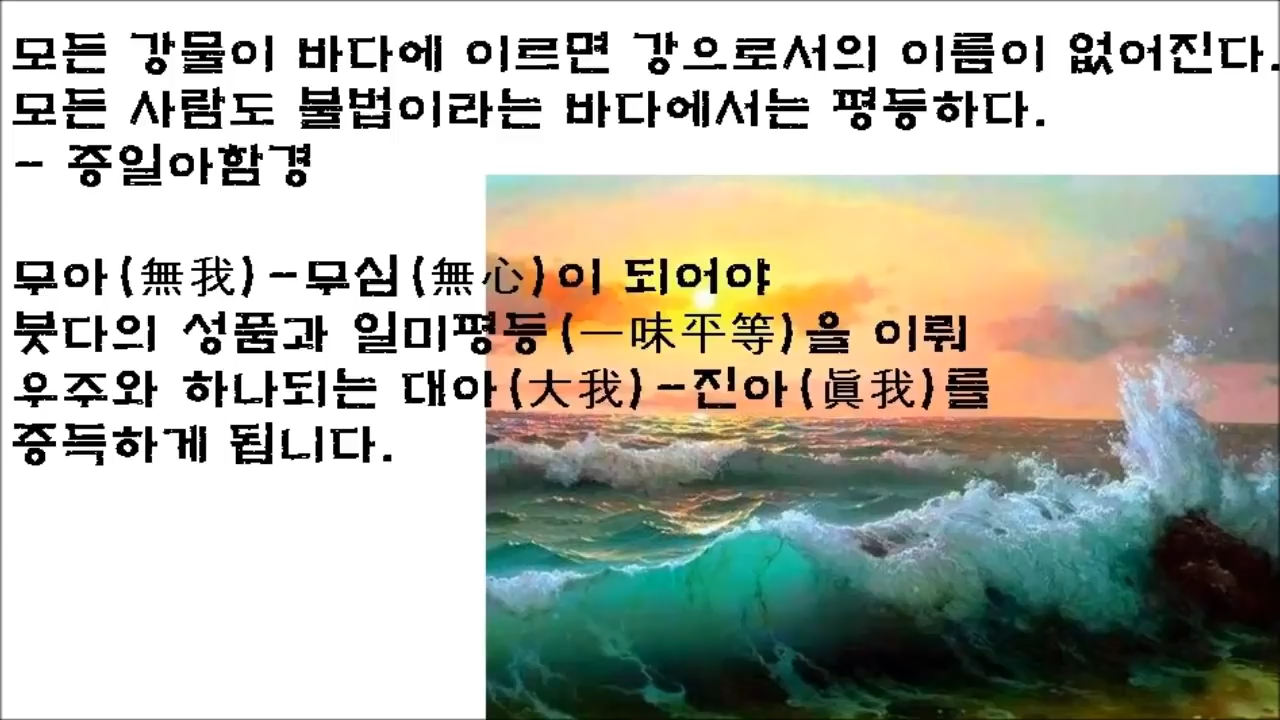 모든 강물이 바다에 이르면 강으로서의 이름이 없어진다.
모든 사람도 불법이라는 바다에서는 평등하다.
- 증일아함경
무아(無我)-무심(無心)이 되어야
붓다의 성품과 일미평등(一味平等)을 이뤄
우주와 하나되는 대아(大我)-진아(眞我)를
증득하게 됩니다.